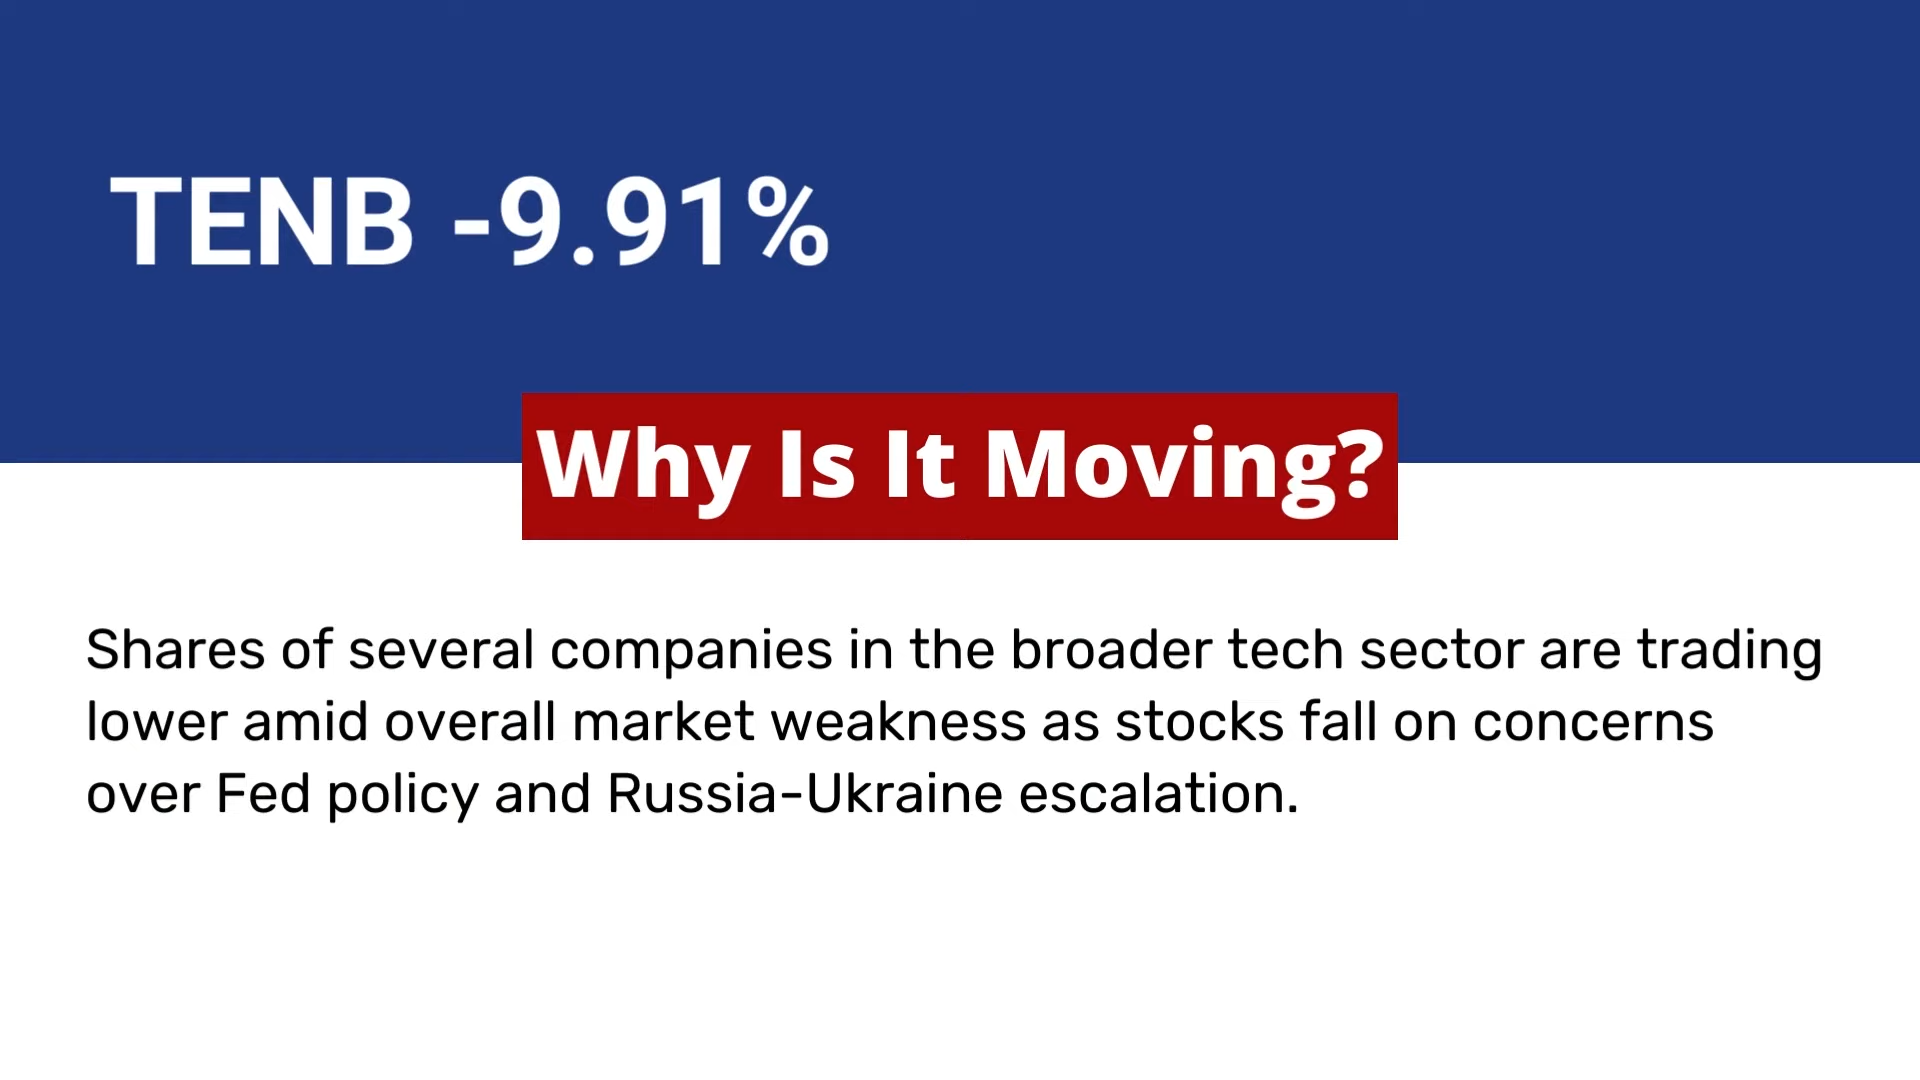 TENB -9.91%
Why Is It Moving?
Shares of several companies in the broader tech sector are trading
lower amid overall market weakness as stocks fall on concerns
over Fed policy and Russia-Ukraine escalation.